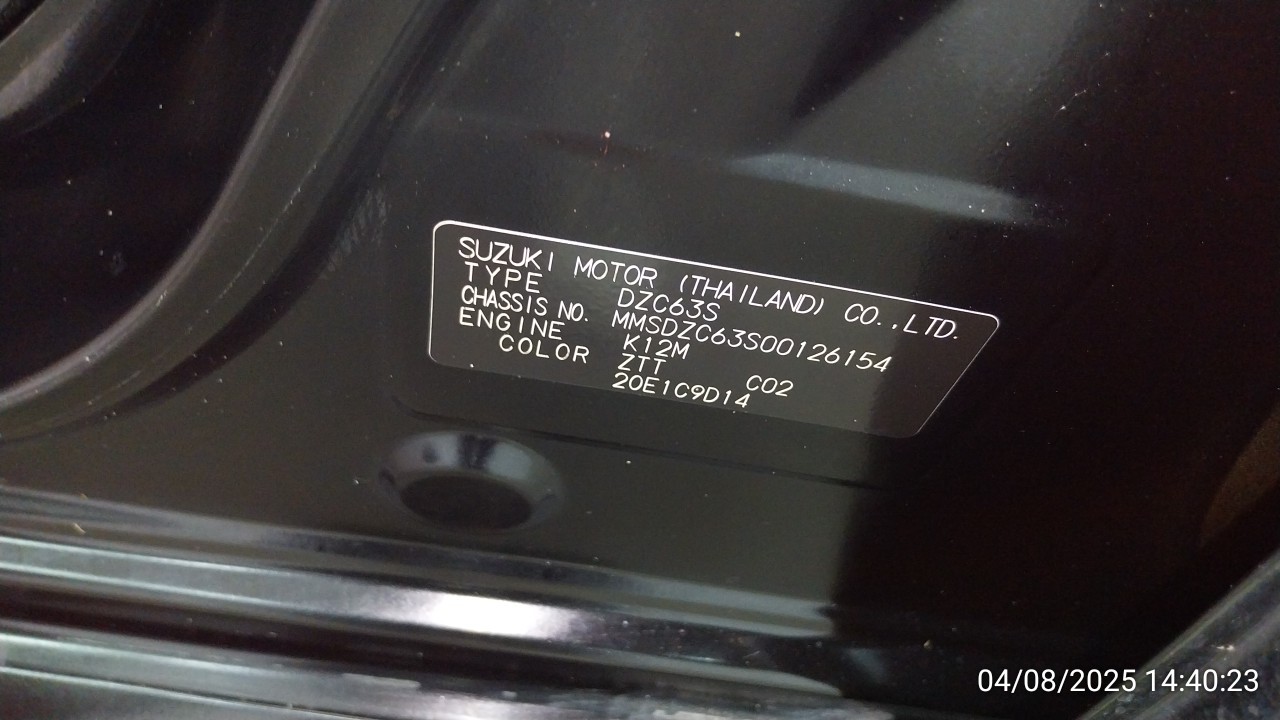 SUZUKI MOTOR (THAILAND) CO.,LTD.
TYPE DZC63S
CHASSIS NO. MMSDZC63S00126154
ENGINE K12M
COLOR ZTT CO2
20E1C9D14
04/08/2025 14:40:23